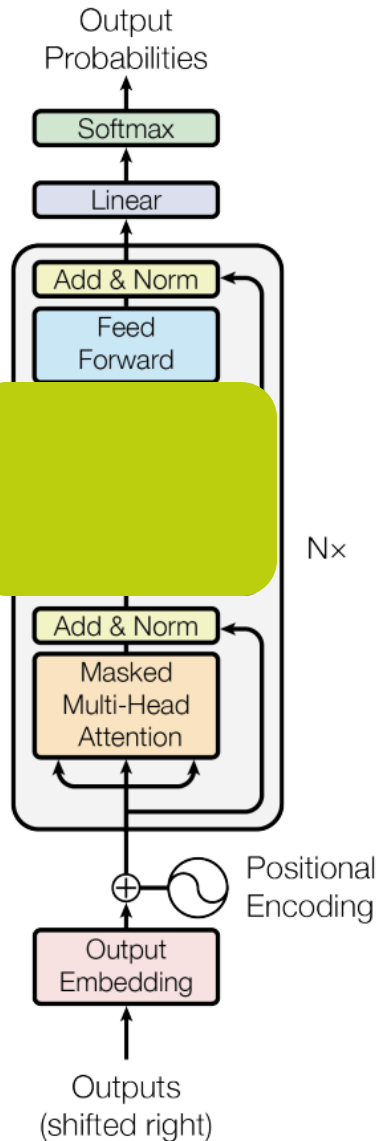 Output
Probabilities
Softmax
Linear
Add & Norm
Feed
Forward
N×
Add & Norm
Masked
Multi-Head
Attention
Positional
Encoding
Output
Embedding
Outputs
(shifted right)